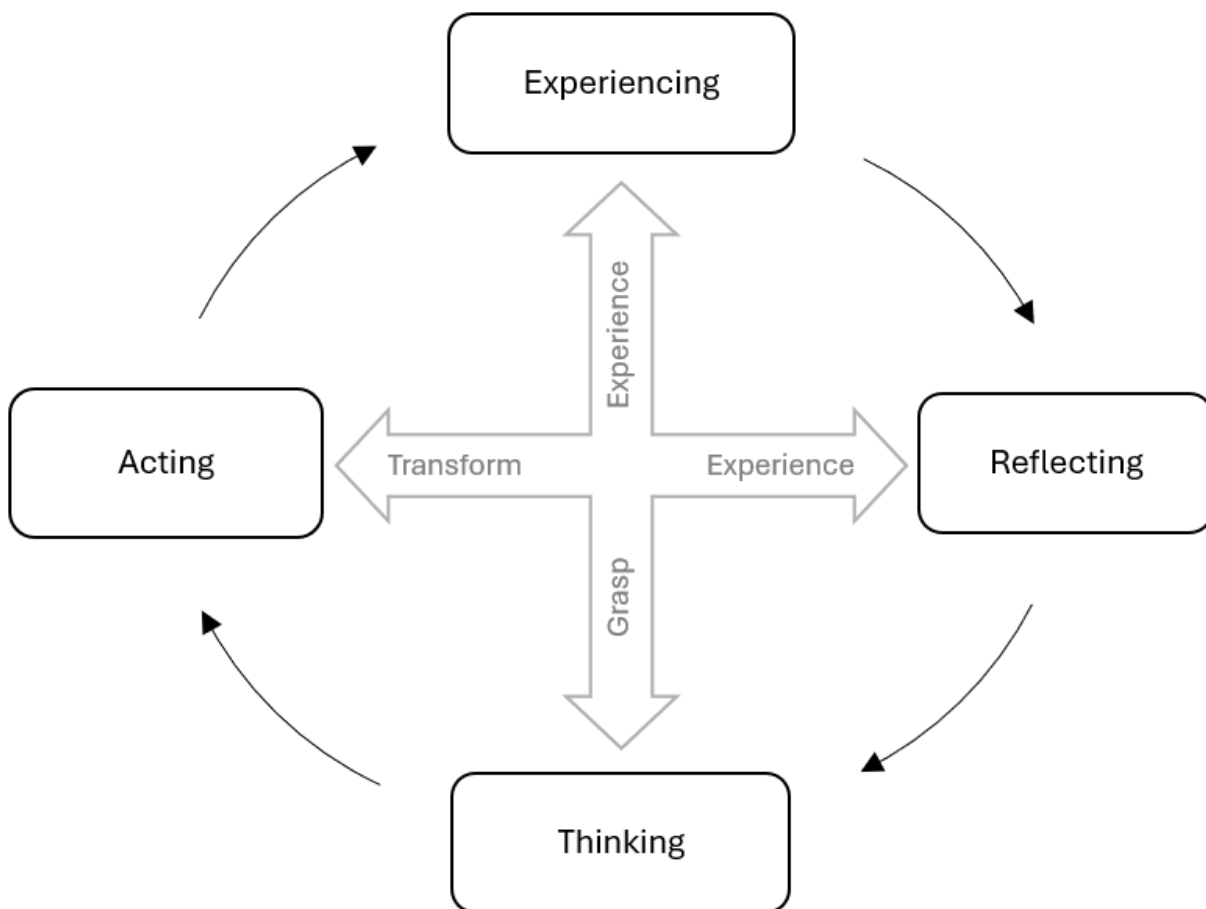 Experiencing
Experience
Acting
Transform
Experience
Reflecting
Grasp
Thinking